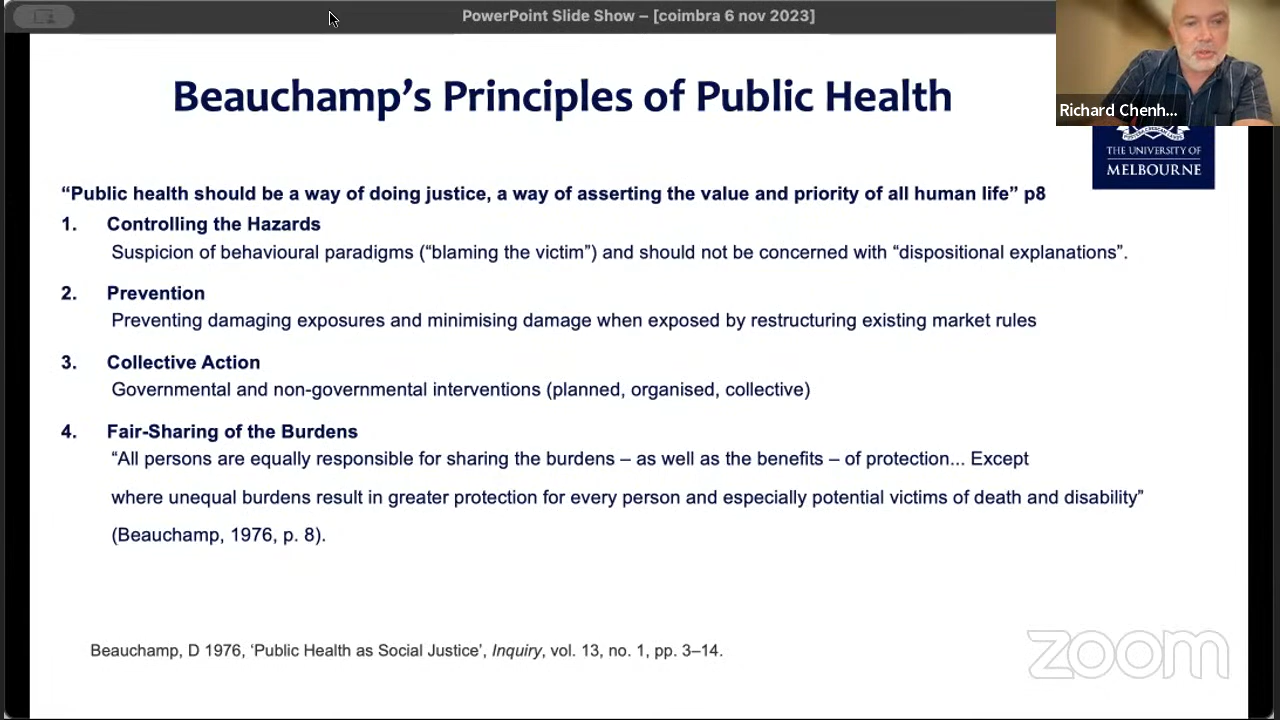 PowerPoint Slide Show – [coimbra 6 nov 2023]
Richard Chenh...
Beauchamp’s Principles of Public Health
THE UNIVERSITY OF
MELBOURNE
“Public health should be a way of doing justice, a way of asserting the value and priority of all human life” p8
1. Controlling the Hazards
Suspicion of behavioural paradigms (“blaming the victim”) and should not be concerned with “dispositional explanations”.
2. Prevention
Preventing damaging exposures and minimising damage when exposed by restructuring existing market rules
3. Collective Action
Governmental and non-governmental interventions (planned, organised, collective)
4. Fair-Sharing of the Burdens
“All persons are equally responsible for sharing the burdens – as well as the benefits – of protection... Except
where unequal burdens result in greater protection for every person and especially potential victims of death and disability”
(Beauchamp, 1976, p. 8).
Beauchamp, D 1976, ‘Public Health as Social Justice’, Inquiry, vol. 13, no. 1, pp. 3–14.
zoom